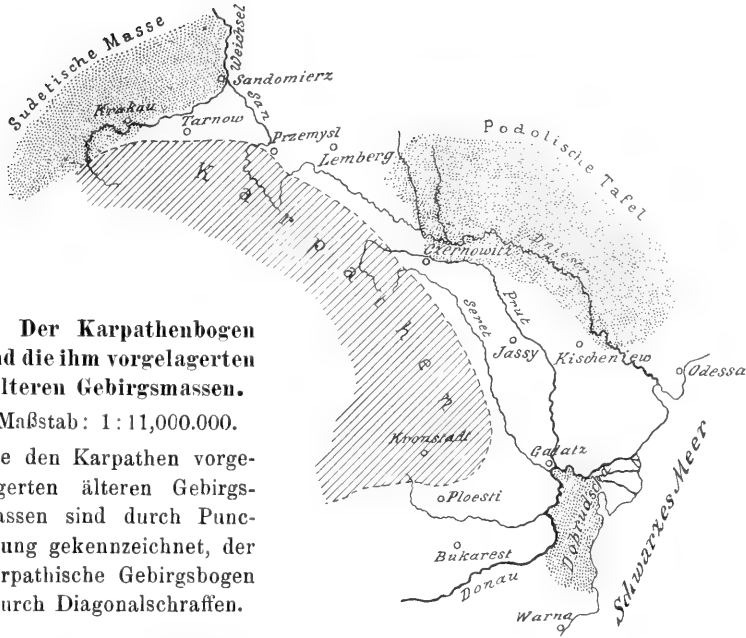 Sudetische Masse
Weichsel
Sandomierz
Krakau
San
Tarnow
Przemysl
Lemberg
Podolische Tafel
Karpathen
Czernowitz
Dniestr
Prut
Seret
Jassy
Kischenew
Odessa
Kronstadt
Galatz
Ploesti
Dobrudscha
Schwarzes Meer
Bukarest
Donau
Warna
Der Karpathenbogen
die ihm vorgelagerten
lteren Gebirgsmassen.
Maßstab: 1:11,000.000.
e den Karpathen vorge-
gerten älteren Gebirgs-
assen sind durch Punc-
ung gekennzeichnet, der
rpathische Gebirgsbogen
urch Diagonalschraffen.